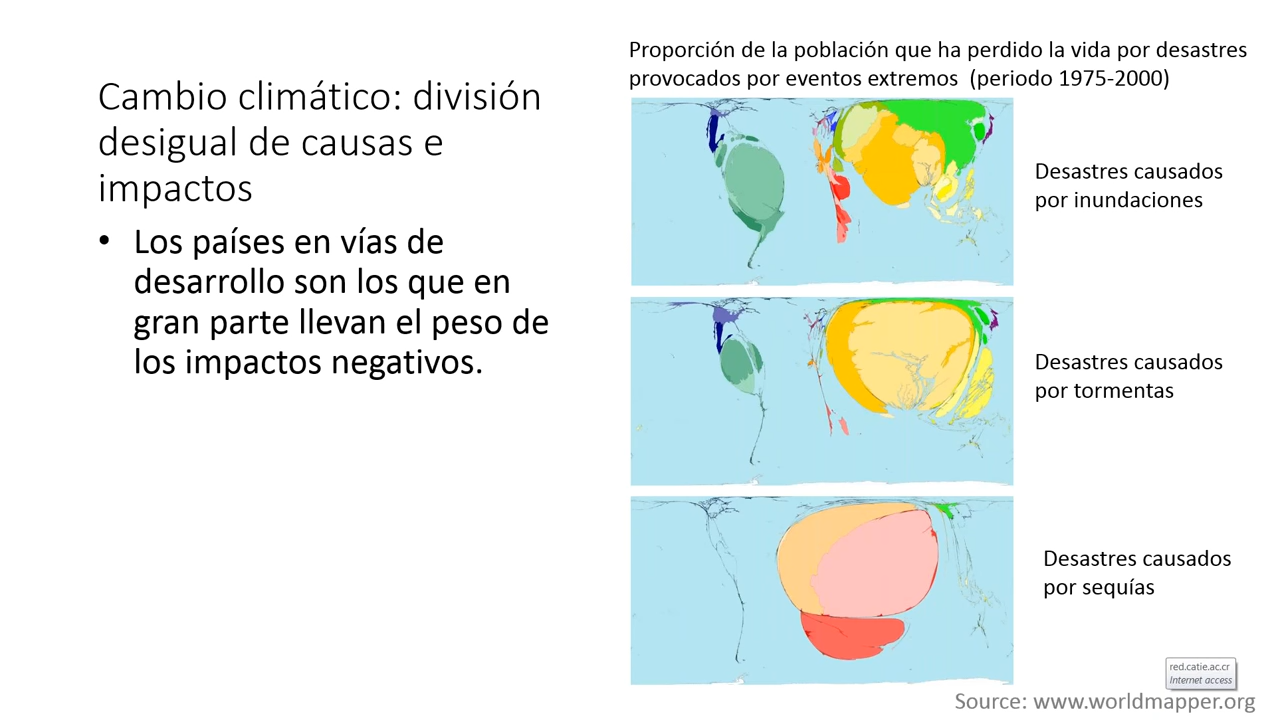 Cambio climático: división
desigual de causas e
impactos
• Los países en vías de
desarrollo son los que en
gran parte llevan el peso de
los impactos negativos.
Proporción de la población que ha perdido la vida por desastres
provocados por eventos extremos (periodo 1975-2000)
Desastres causados
por inundaciones
Desastres causados
por tormentas
Desastres causados
por sequías
red.catie.ac.cr
Internet access
Source: www.worldmapper.org